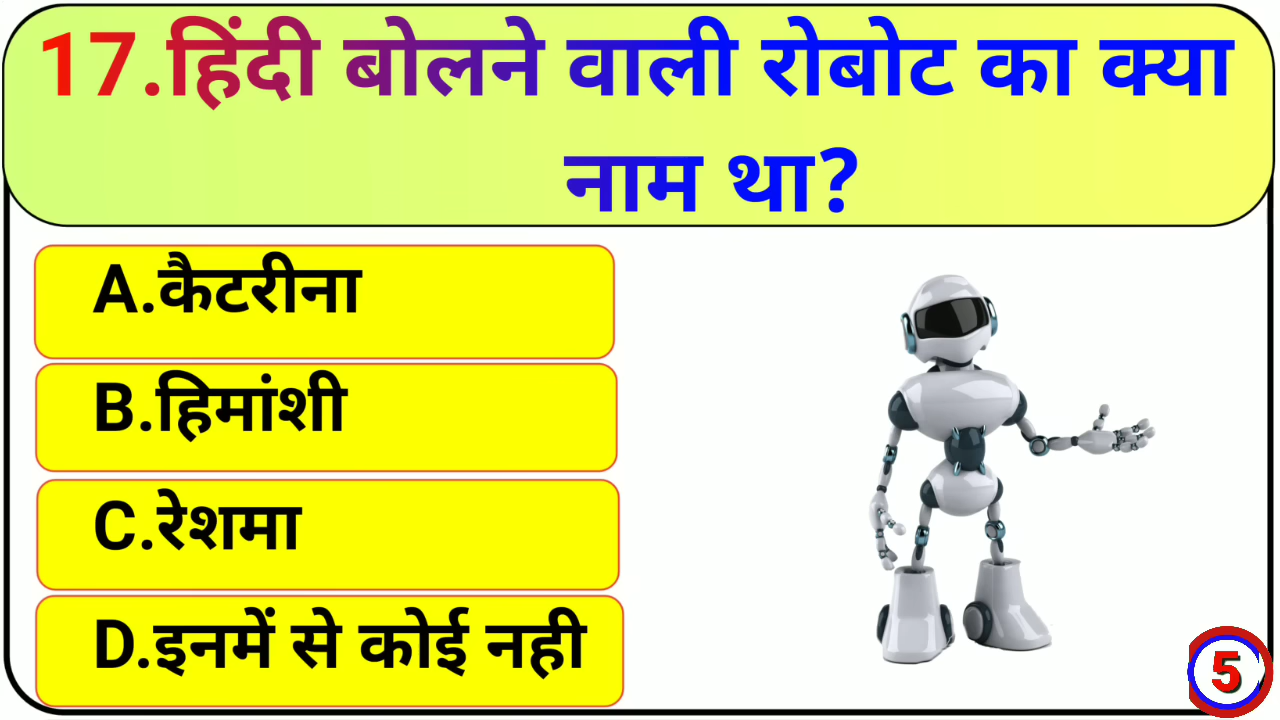 17.हिंदी बोलने वाली रोबोट का क्या
नाम था?
A.कैटरीना
B.हिमांशी
C.रेशमा
D.इनमें से कोई नही
5